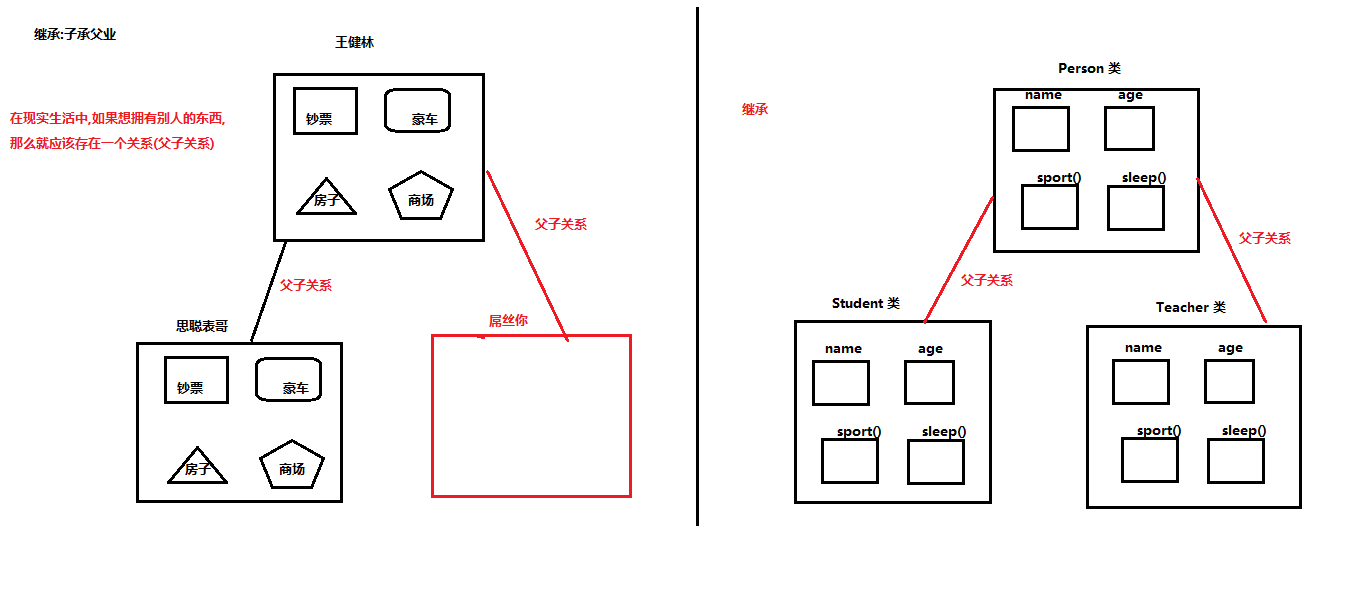 继承:子承父业
王健林
钞票
豪车
在现实生活中,如果想拥有别人的东西,
那么就应该存在一个关系(父子关系)
房子
商场
父子关系
父子关系
思聪表哥
屌丝你
钞票
豪车
房子
商场
Person 类
name
age
继承
sport()
sleep()
父子关系
父子关系
Student 类
Teacher 类
name
age
sport()
sleep()
name
age
sport()
sleep()